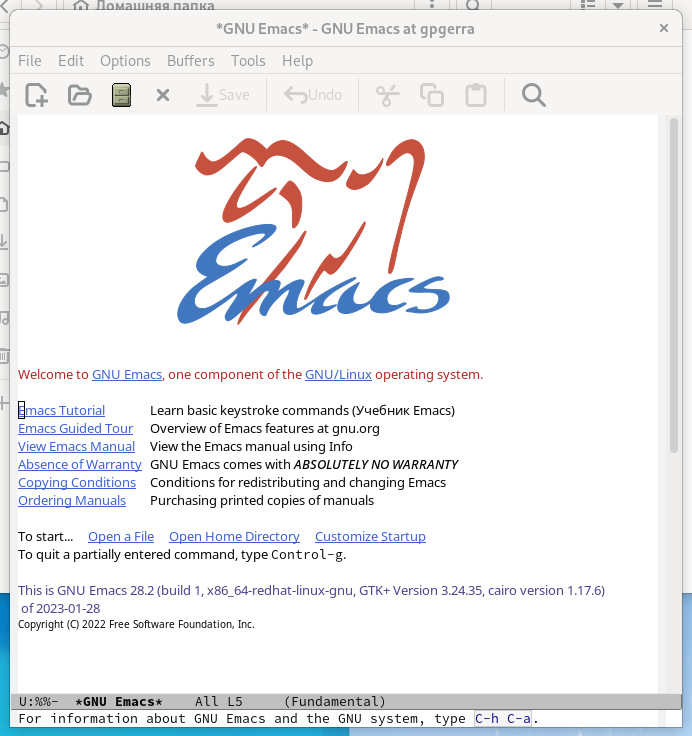 Домашняя папка
*GNU Emacs* - GNU Emacs at gpgerra
File Edit Options Buffers Tools Help
Save Undo
Emacs
Welcome to GNU Emacs, one component of the GNU/Linux operating system.
Emacs Tutorial Learn basic keystroke commands (Учебник Emacs)
Emacs Guided Tour Overview of Emacs features at gnu.org
View Emacs Manual View the Emacs manual using Info
Absence of Warranty GNU Emacs comes with ABSOLUTELY NO WARRANTY
Copying Conditions Conditions for redistributing and changing Emacs
Ordering Manuals Purchasing printed copies of manuals
To start... Open a File Open Home Directory Customize Startup
To quit a partially entered command, type Control-g.
This is GNU Emacs 28.2 (build 1, x86_64-redhat-linux-gnu, GTK+ Version 3.24.35, cairo version 1.17.6)
of 2023-01-28
Copyright (C) 2022 Free Software Foundation, Inc.
U:%%- *GNU Emacs* All L5 (Fundamental)
For information about GNU Emacs and the GNU system, type C-h C-a.